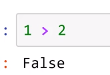 : 1 > 2
: False